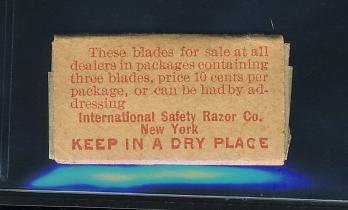 These blades for sale at all
dealers in packages containing
three blades, price 10 cents per
package, or can be had by ad-
dressing
International Safety Razor Co.
New York
KEEP IN A DRY PLACE